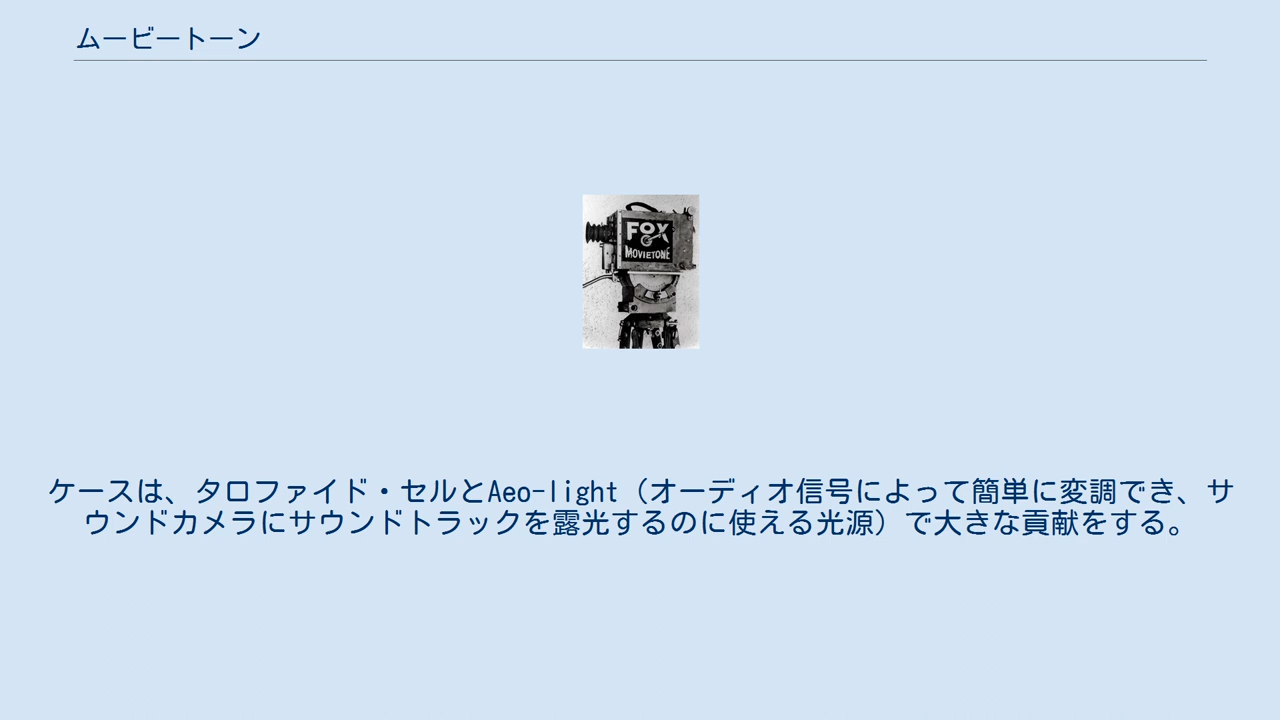 ムービートーン
FOX
MOVIETONE
ケースは、タロファイド・セルとAeo-light（オーディオ信号によって簡単に変調でき、サ
ウンドカメラにサウンドトラックを露光するのに使える光源）で大きな貢献をする。